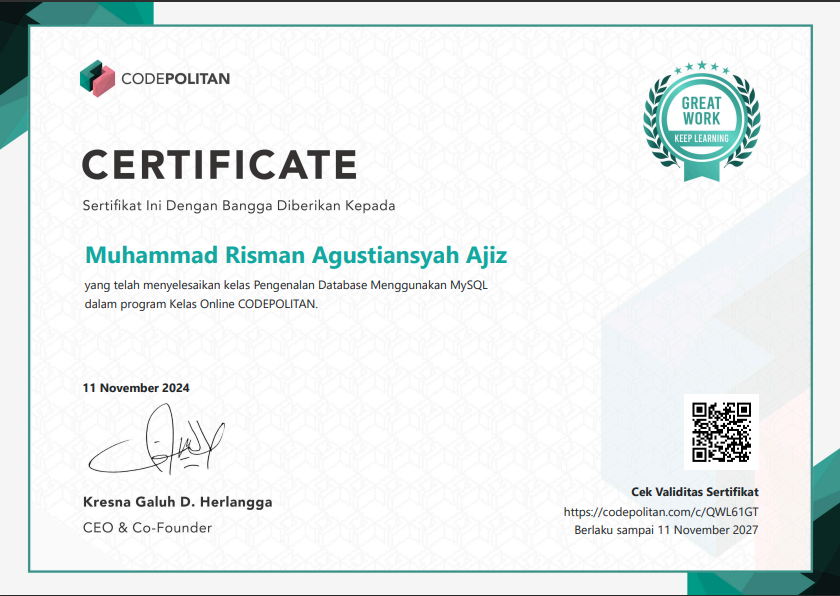 CODEPOLITAN
GREAT
WORK
KEEP LEARNING
CERTIFICATE
Sertifikat Ini Dengan Bangga Diberikan Kepada
Muhammad Risman Agustiansyah Ajiz
yang telah menyelesaikan kelas Pengenalan Database Menggunakan MySQL
dalam program Kelas Online CODEPOLITAN.
11 November 2024
Kresna Galuh D. Herlangga
CEO & Co-Founder
Cek Validitas Sertifikat
https://codepolitan.com/c/QWL61GT
Berlaku sampai 11 November 2027